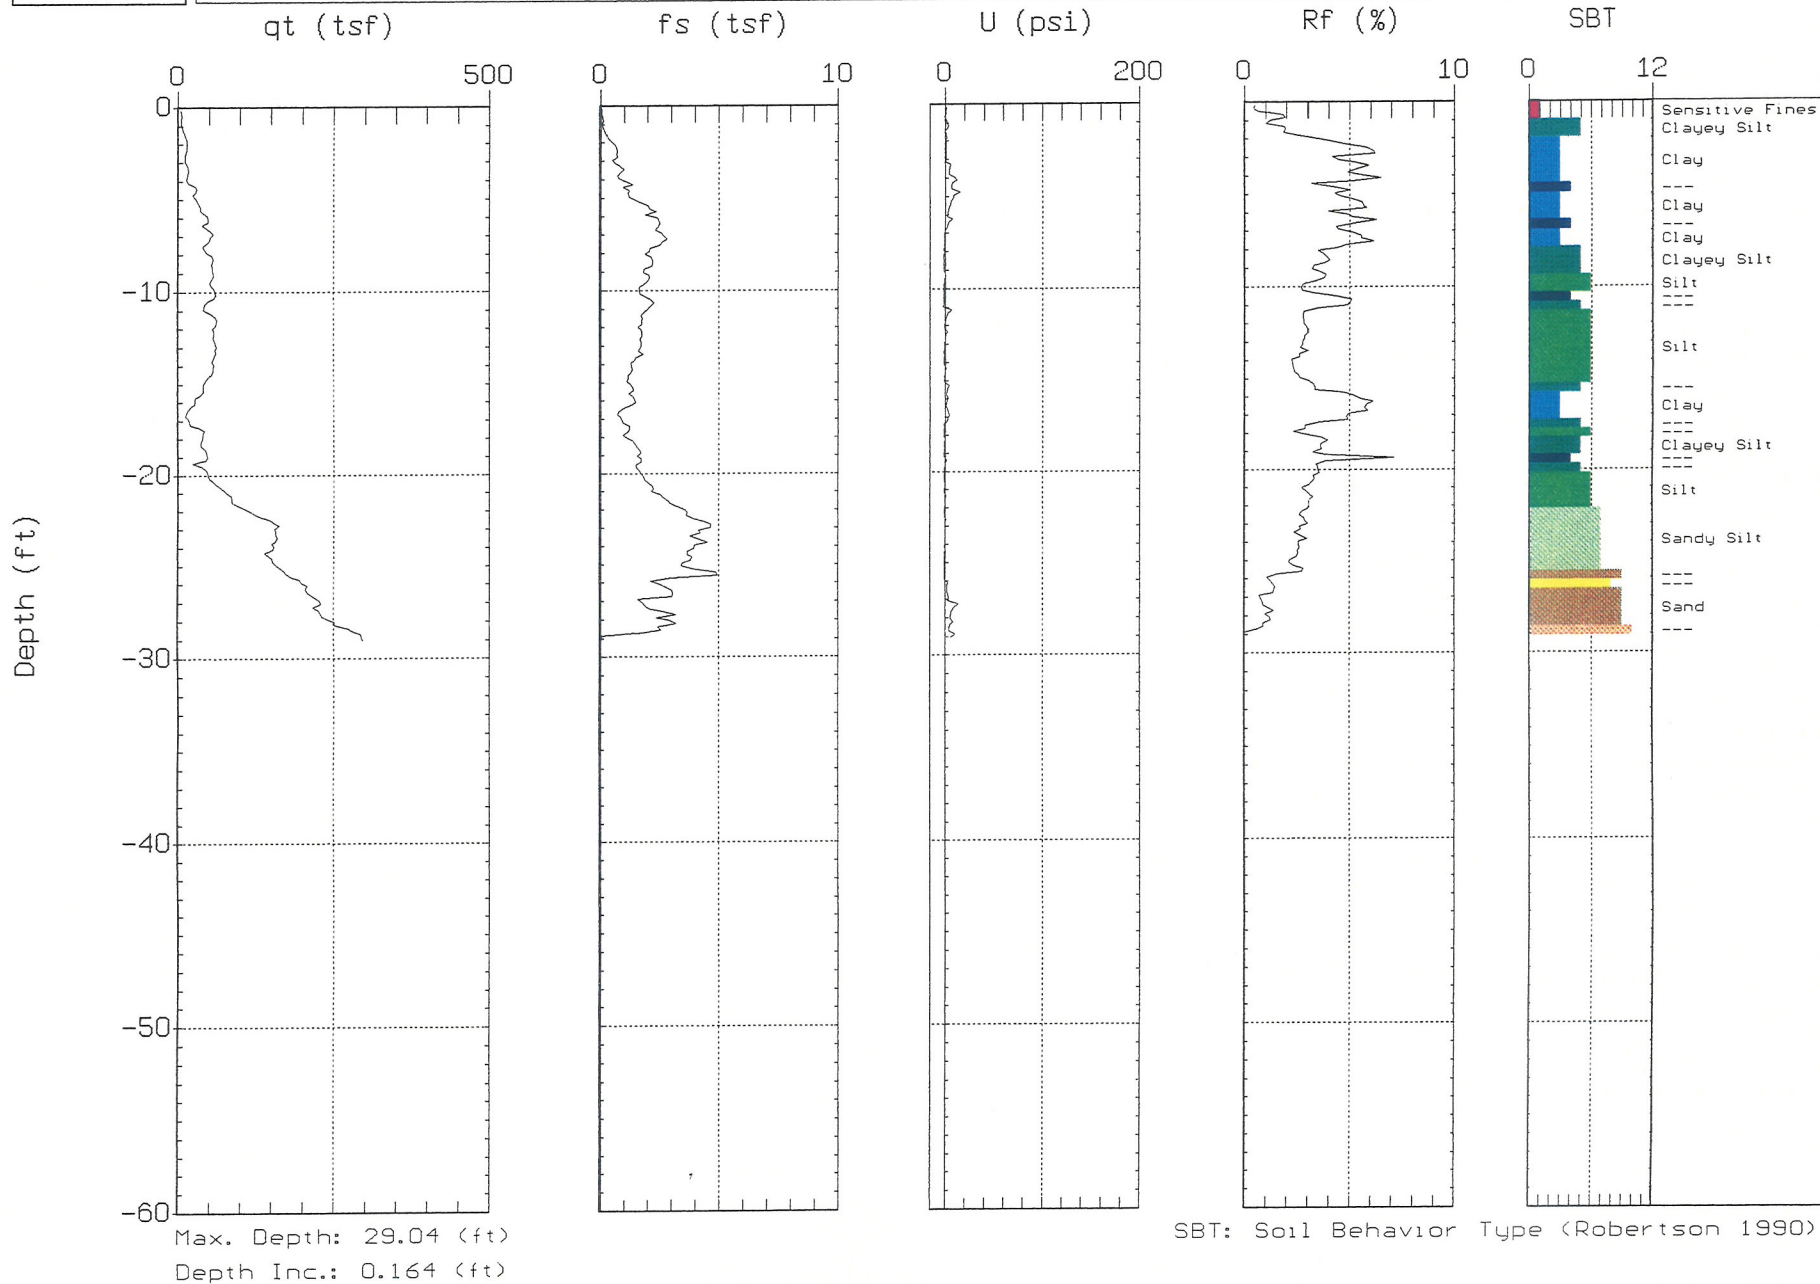 qt (tsf) fs (tsf) U (psi) Rf (%) SBT
0 500 0 10 0 200 0 10 0 12
0
-10
-20
-30
-40
-50
-60
Depth (ft)
Sensitive Fines
Clayey Silt
Clay
---
Clay
---
Clay
Clayey Silt
Silt
---
---
Silt
---
Clay
---
---
Clayey Silt
---
---
Silt
Sandy Silt
---
---
Sand
---
Max. Depth: 29.04 (ft)
Depth Inc.: 0.164 (ft)
SBT: Soil Behavior Type (Robertson 1990)